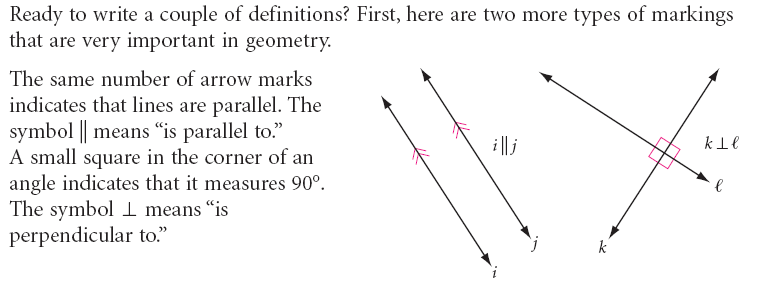 Ready to write a couple of definitions? First, here are two more types of markings
that are very important in geometry.
The same number of arrow marks
indicates that lines are parallel. The
symbol ∥ means “is parallel to.”
A small square in the corner of an
angle indicates that it measures 90º.
The symbol ⊥ means “is
perpendicular to.”
i ∥ j
j
i
k ⊥ ℓ
ℓ
k